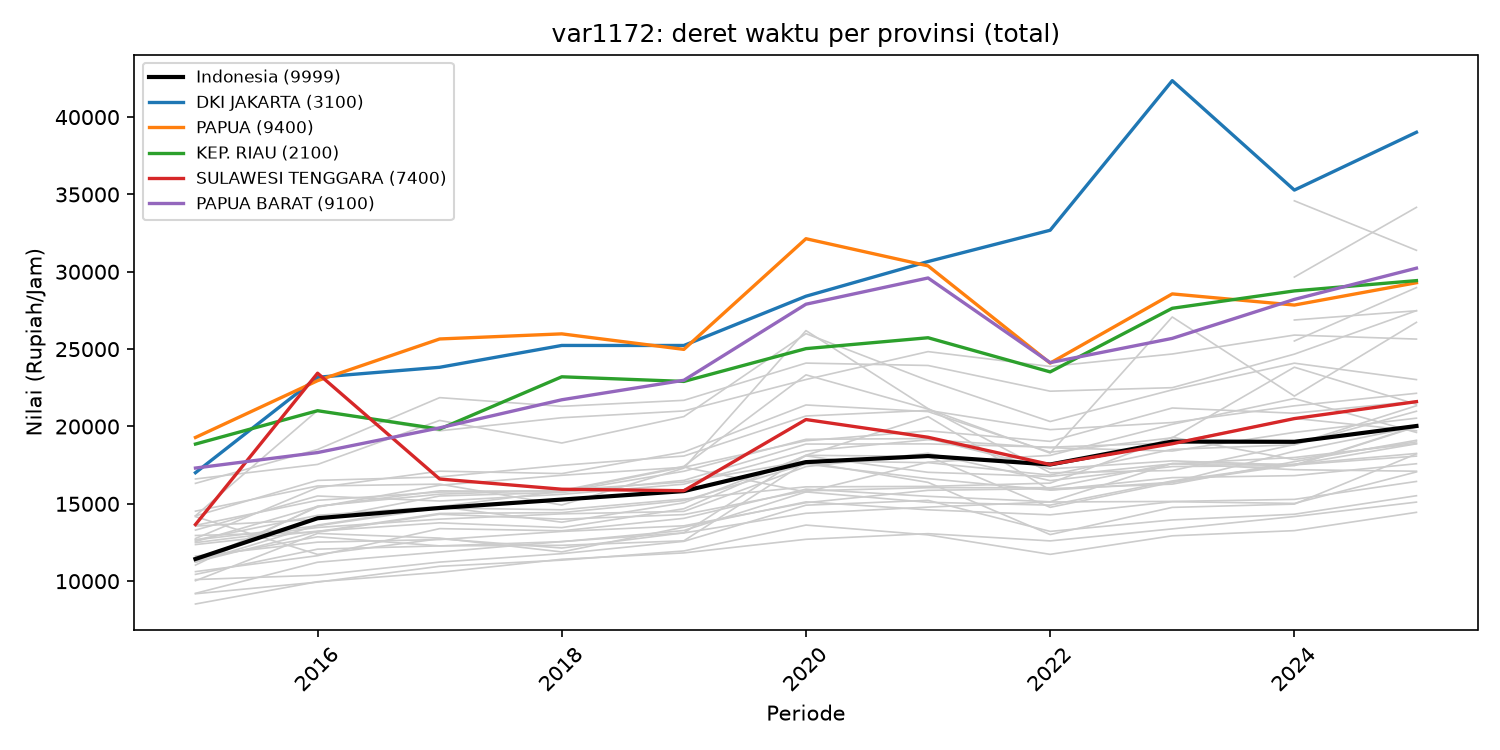 var1172: deret waktu per provinsi (total)
Indonesia (9999)
DKI JAKARTA (3100)
PAPUA (9400)
KEP. RIAU (2100)
SULAWESI TENGGARA (7400)
PAPUA BARAT (9100)
Nilai (Rupiah/Jam)
40000
35000
30000
25000
20000
15000
10000
2016
2018
2020
2022
2024
Periode